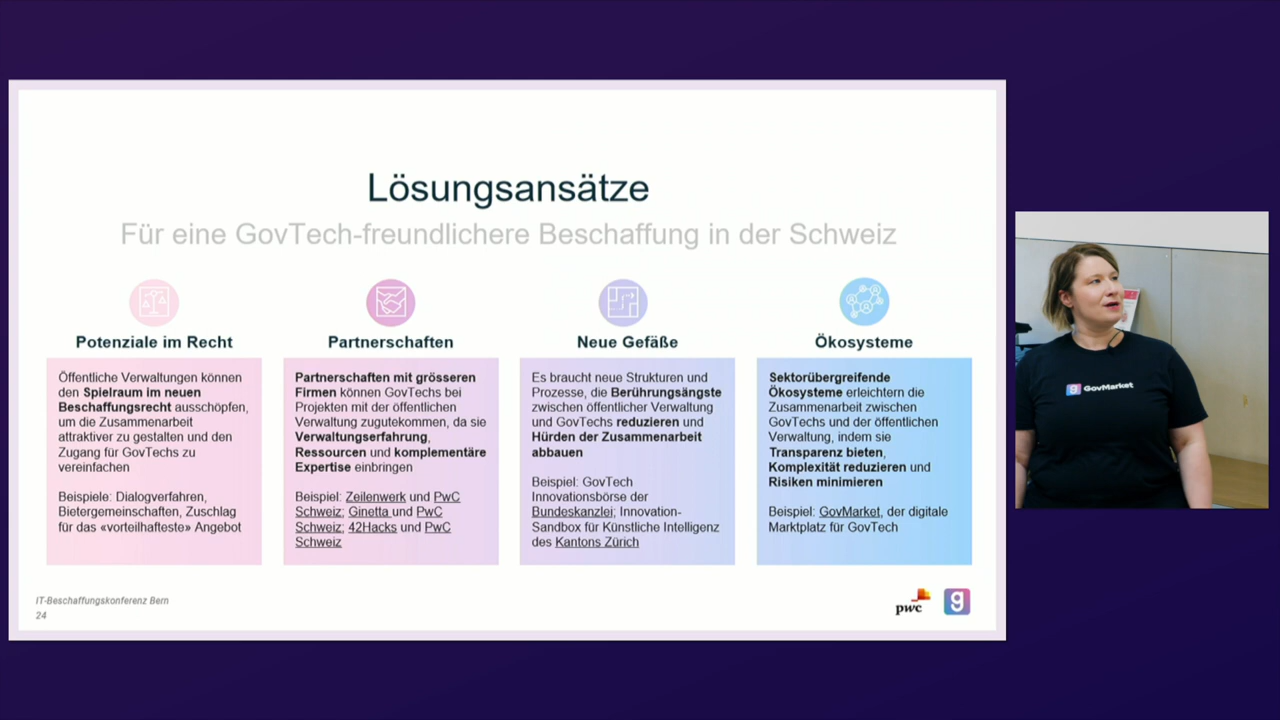 Lösungsansätze
Für eine GovTech-freundlichere Beschaffung in der Schweiz
Potenziale im Recht
Öffentliche Verwaltungen können
den Spielraum im neuen
Beschaffungsrecht ausschöpfen,
um die Zusammenarbeit
attraktiver zu gestalten und den
Zugang für GovTechs zu
vereinfachen
Beispiele: Dialogverfahren,
Bietergemeinschaften, Zuschlag
für das «vorteilhafteste» Angebot
Partnerschaften
Partnerschaften mit grösseren
Firmen können GovTechs bei
Projekten mit der öffentlichen
Verwaltung zugutekommen, da sie
Verwaltungserfahrung,
Ressourcen und komplementäre
Expertise einbringen
Beispiel: Zeilenwerk und PwC
Schweiz; Ginetta und PwC
Schweiz; 42Hacks und PwC
Schweiz
Neue Gefäße
Es braucht neue Strukturen und
Prozesse, die Berührungsängste
zwischen öffentlicher Verwaltung
und GovTechs reduzieren und
Hürden der Zusammenarbeit
abbauen
Beispiel: GovTech
Innovationsbörse der
Bundeskanzlei; Innovation-
Sandbox für Künstliche Intelligenz
des Kantons Zürich
Ökosysteme
Sektorübergreifende
Ökosysteme erleichtern die
Zusammenarbeit zwischen
GovTechs und der öffentlichen
Verwaltung, indem sie
Transparenz bieten,
Komplexität reduzieren und
Risiken minimieren
Beispiel: GovMarket, der digitale
Marktplatz für GovTech
IT-Beschaffungskonferenz Bern
24
pwc
g
g GovMarket